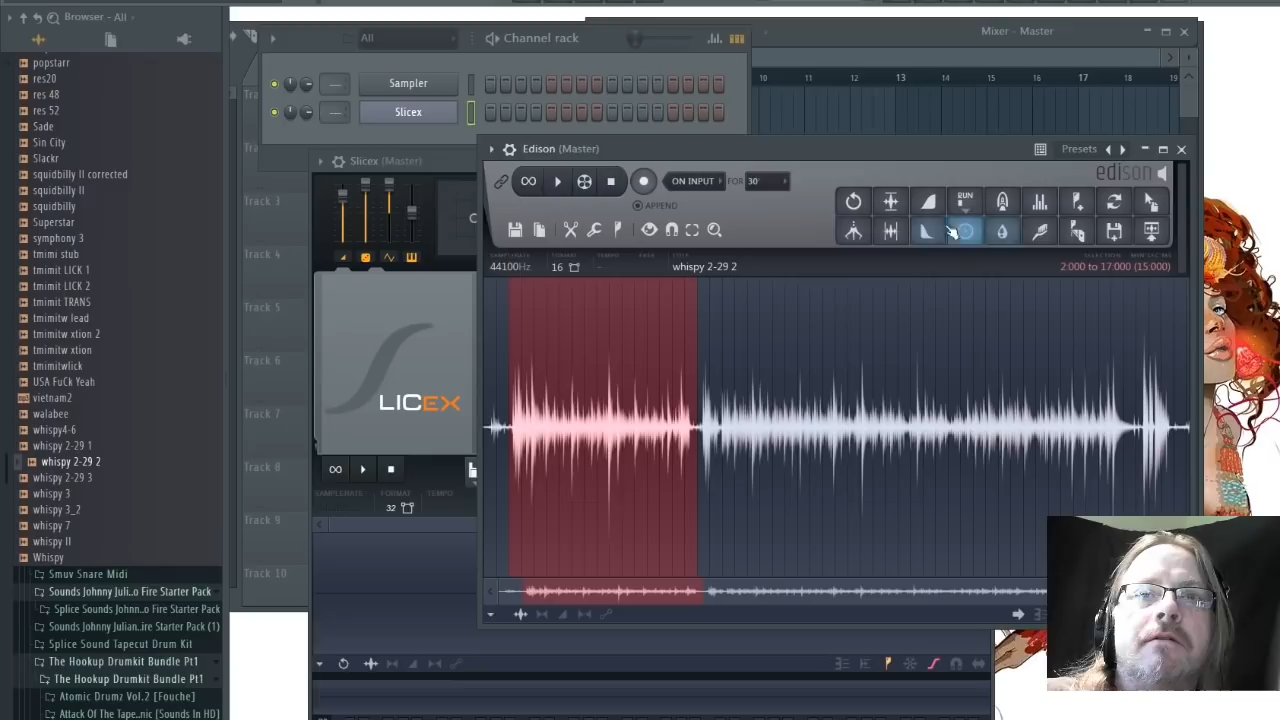 Browser - All
popstarr
res20
res 48
res 52
Sade
Sin City
Slackr
squidbilly II corrected
squidbilly II
squidbilly
Superstar
symphony 3
tmimi stub
tmimit LICK 1
tmimit LICK 2
tmimit TRANS
tmimitw lead
tmimitw xtion 2
tmimitw xtion
tmimitwlick
USA FuCk Yeah
vietnam2
walabee
whispy4-6
whispy 2-29 1
whispy 2-29 2
whispy 2-29 3
whispy 3
whispy 3_2
whispy 7
whispy II
Whispy
Smuv Snare Midi
Sounds Johnny Juli..o Fire Starter Pack
Splice Sounds Johnn..o Fire Starter Pack
Sounds Johnny Julian..ire Starter Pack (1)
Splice Sound Tapecut Drum Kit
The Hookup Drumkit Bundle Pt1
The Hookup Drumkit Bundle Pt1
Atomic Drumz Vol.2 [Fouche]
Attack Of The Tape..nic [Sounds In HD]
All
Channel rack
Sampler
Slicex
Mixer - Master
10 11 12 13 14 15 16 17 18 19
Track 3
Track 4
Track 5
Track 6
Track 7
Track 8
Track 9
Track 10
Slicex (Master)
LICEX
SAMPLERATE FORMAT TEMPO
32
Edison (Master)
Presets
edison
ON INPUT FOR 30'
APPEND
RUN
44100Hz
16
TITLE
whispy 2-29 2
SELECTION
2:000 to 17:000 (15:000)